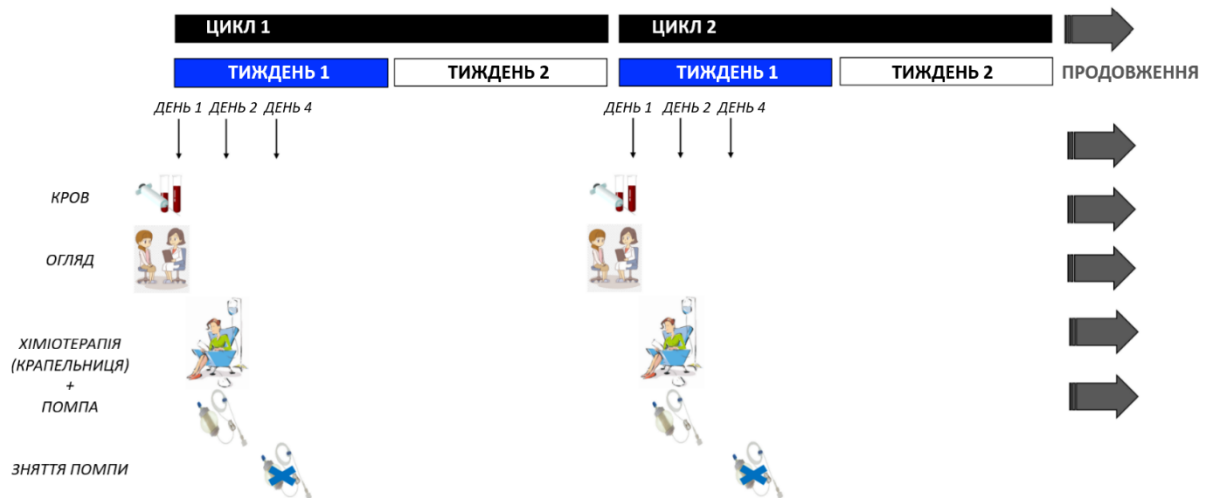 ЦИКЛ 1 ЦИКЛ 2
ТИЖДЕНЬ 1 ТИЖДЕНЬ 2 ТИЖДЕНЬ 1 ТИЖДЕНЬ 2 ПРОДОВЖЕННЯ
ДЕНЬ 1 ДЕНЬ 2 ДЕНЬ 4 ДЕНЬ 1 ДЕНЬ 2 ДЕНЬ 4
КРОВ
ОГЛЯД
ХІМІОТЕРАПІЯ
(КРАПЕЛЬНИЦЯ)
+
ПОМПА
ЗНЯТТЯ ПОМПИ